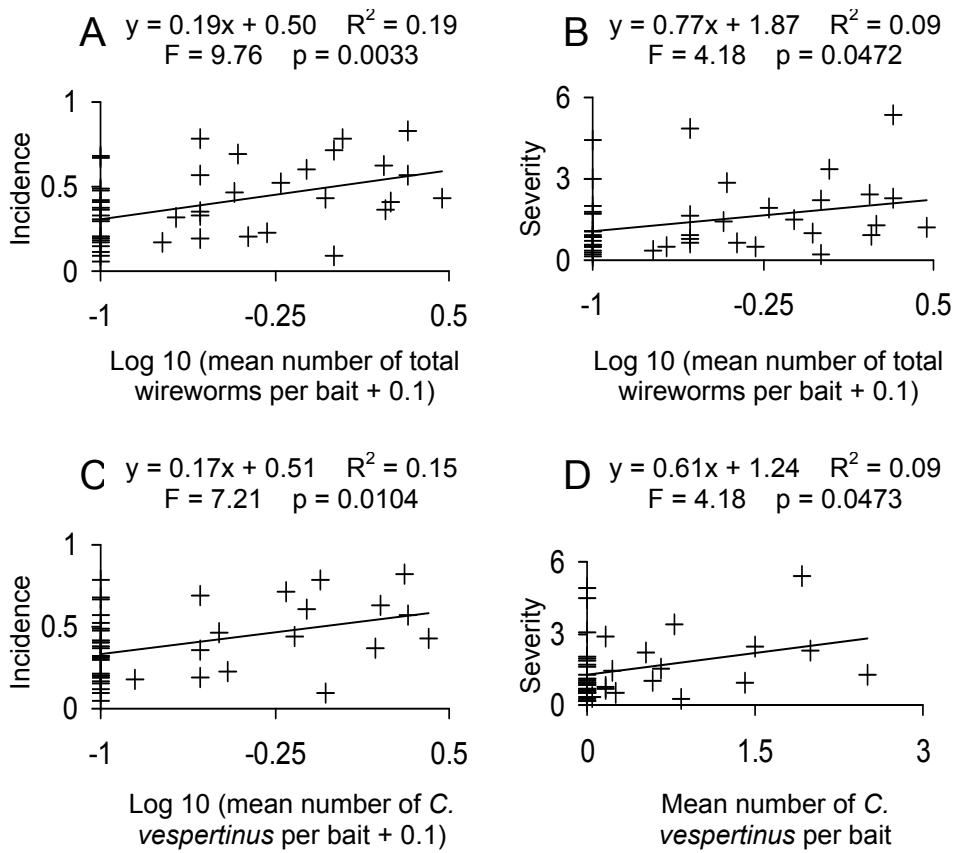 A y = 0.19x + 0.50 R² = 0.19
F = 9.76 p = 0.0033
Incidence
1
0.5
0
-1 -0.25 0.5
Log 10 (mean number of total
wireworms per bait + 0.1)
B y = 0.77x + 1.87 R² = 0.09
F = 4.18 p = 0.0472
Severity
6
3
0
-1 -0.25 0.5
Log 10 (mean number of total
wireworms per bait + 0.1)
C y = 0.17x + 0.51 R² = 0.15
F = 7.21 p = 0.0104
Incidence
1
0.5
0
-1 -0.25 0.5
Log 10 (mean number of C.
vespertinus per bait + 0.1)
D y = 0.61x + 1.24 R² = 0.09
F = 4.18 p = 0.0473
Severity
6
3
0
0 1.5 3
Mean number of C.
vespertinus per bait